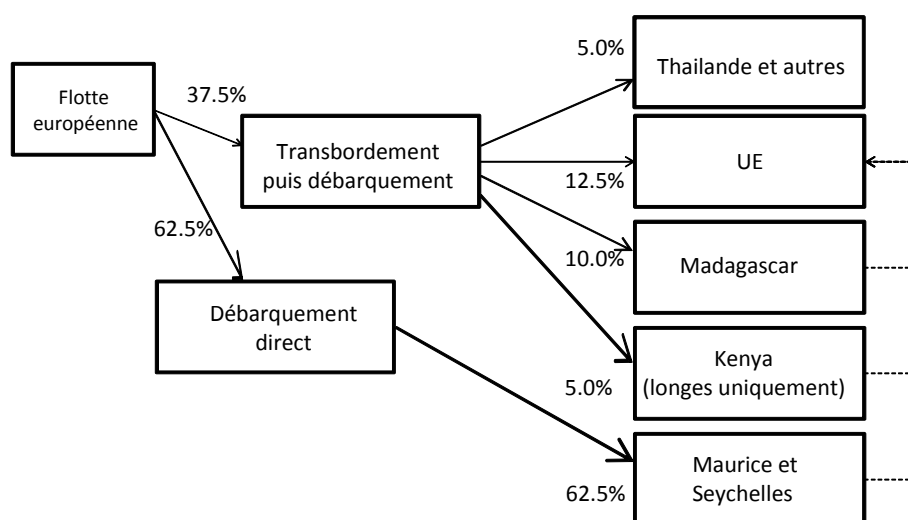 Flotte
européenne
37.5%
62.5%
Transbordement
puis débarquement
Débarquement
direct
5.0%
12.5%
10.0%
5.0%
62.5%
Thailande et autres
UE
Madagascar
Kenya
(longes uniquement)
Maurice et
Seychelles